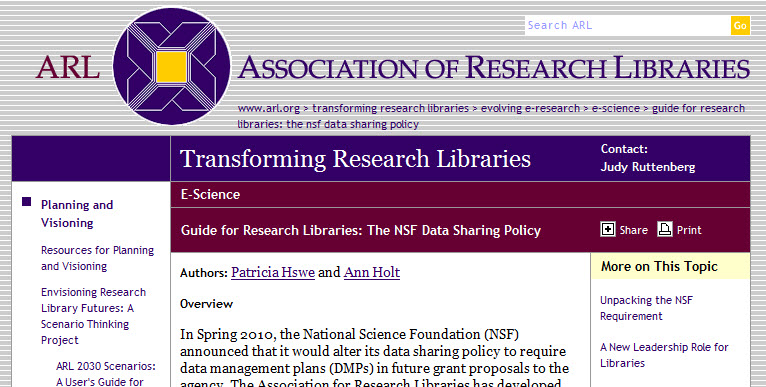 Search ARL
Go
ARL
ASSOCIATION OF RESEARCH LIBRARIES
www.arl.org > transforming research libraries > evolving e-research > e-science > guide for research
libraries: the nsf data sharing policy
Transforming Research Libraries
Contact:
Judy Ruttenberg
E-Science
Guide for Research Libraries: The NSF Data Sharing Policy
Share
Print
Planning and
Visioning
Resources for Planning
and Visioning
Envisioning Research
Library Futures: A
Scenario Thinking
Project
ARL 2030 Scenarios:
A User's Guide for
Authors: Patricia Hswe and Ann Holt
Overview
In Spring 2010, the National Science Foundation (NSF)
announced that it would alter its data sharing policy to require
data management plans (DMPs) in future grant proposals to the
agency. The Association for Research Libraries has developed
More on This Topic
Unpacking the NSF
Requirement
A New Leadership Role for
Libraries